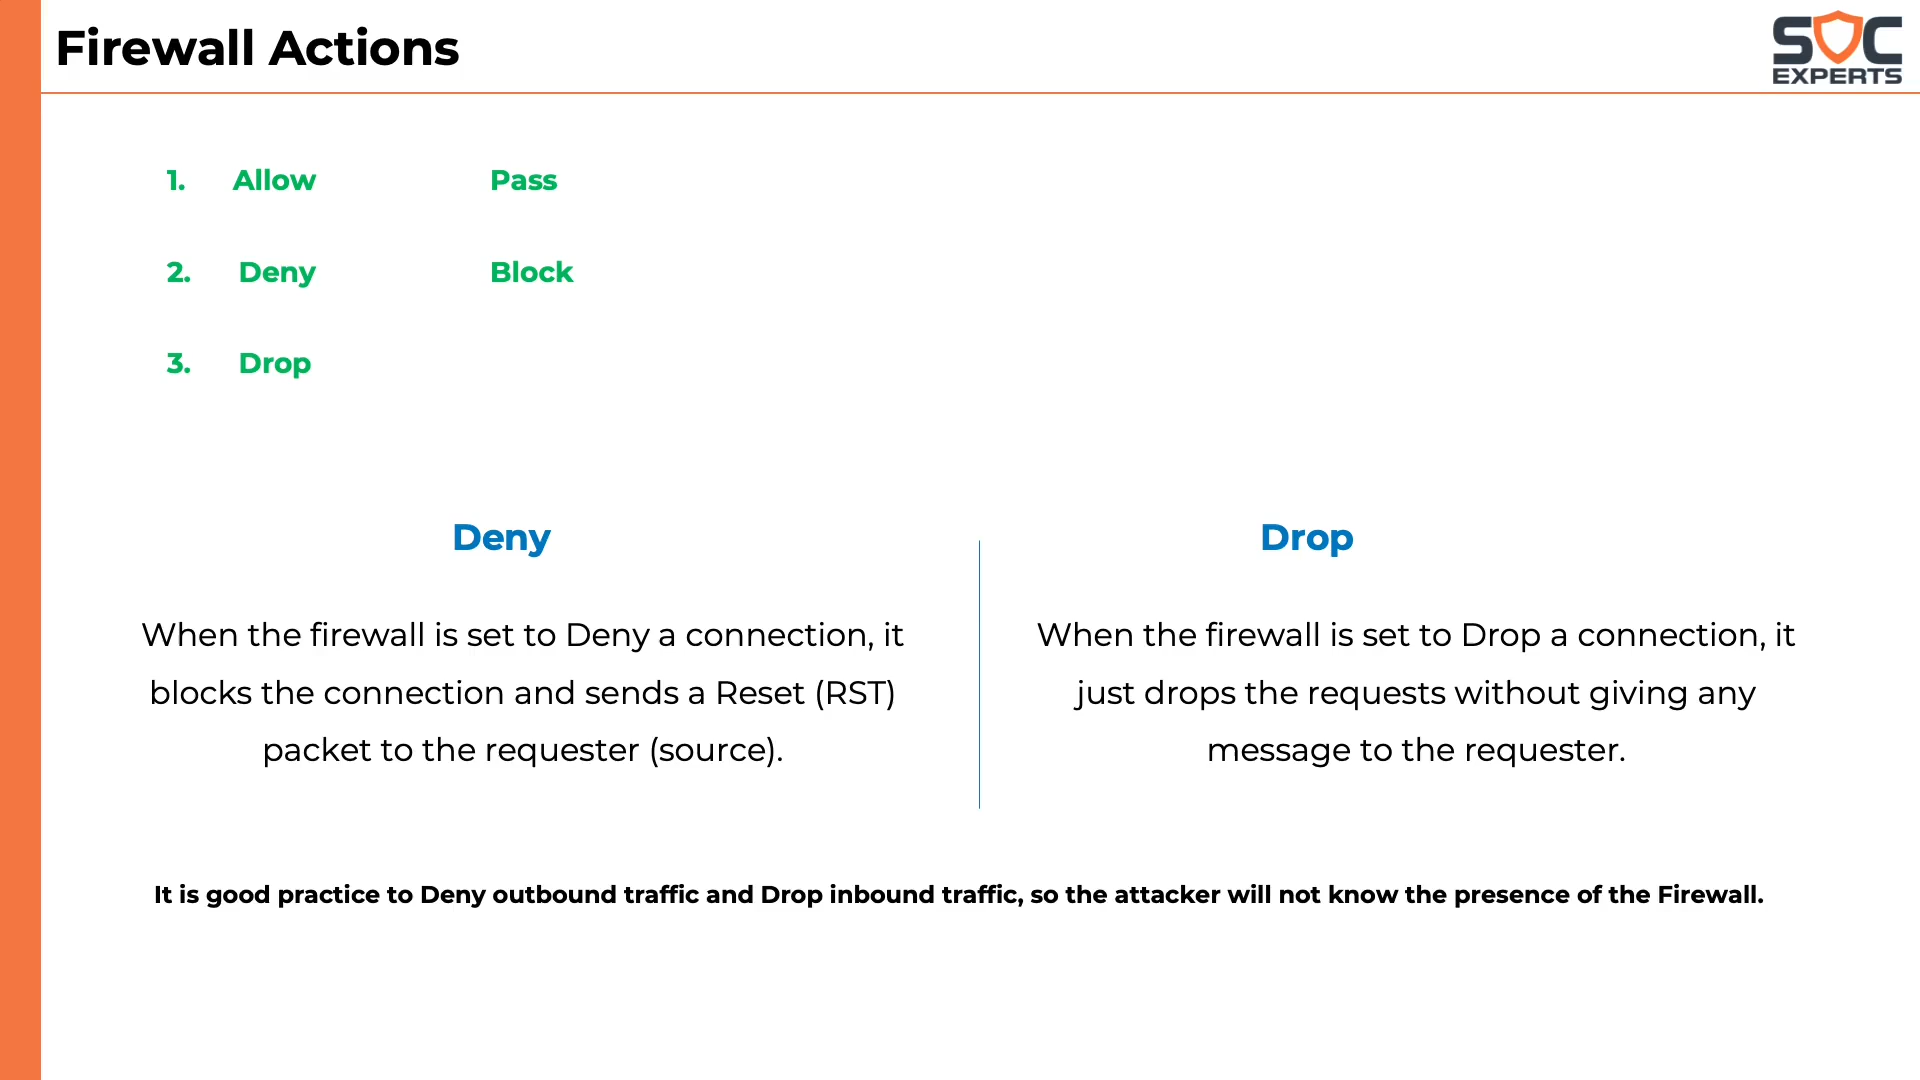 Firewall Actions
SOC
EXPERTS
1. Allow Pass
2. Deny Block
3. Drop
Deny
When the firewall is set to Deny a connection, it
blocks the connection and sends a Reset (RST)
packet to the requester (source).
Drop
When the firewall is set to Drop a connection, it
just drops the requests without giving any
message to the requester.
It is good practice to Deny outbound traffic and Drop inbound traffic, so the attacker will not know the presence of the Firewall.